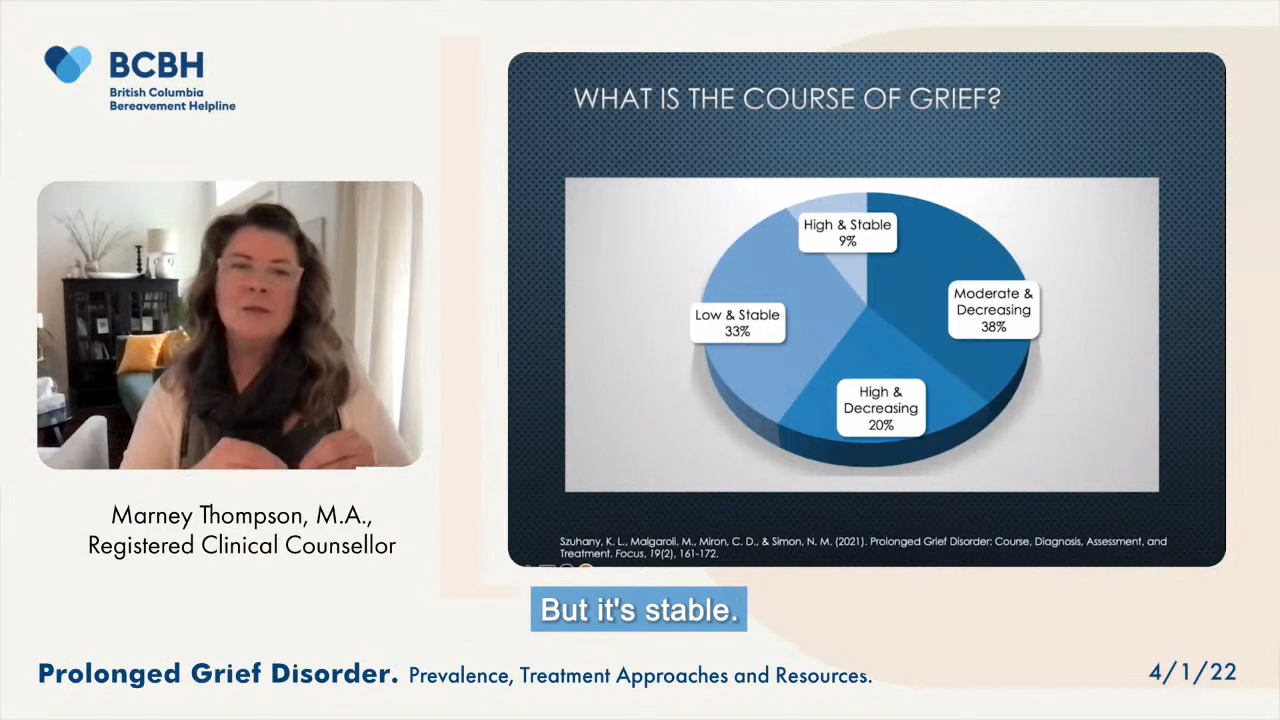 BCBH
British Columbia
Bereavement Helpline
WHAT IS THE COURSE OF GRIEF?
High & Stable
9%
Moderate &
Decreasing
38%
Low & Stable
33%
High &
Decreasing
20%
Szuhany, K. L., Malgaroli, M., Miron, C. D., & Simon, N. M. (2021). Prolonged Grief Disorder: Course, Diagnosis, Assessment, and
Treatment. Focus, 19(2), 161-172.
Marney Thompson, M.A.,
Registered Clinical Counsellor
But it's stable.
Prolonged Grief Disorder. Prevalence, Treatment Approaches and Resources.
4/1/22